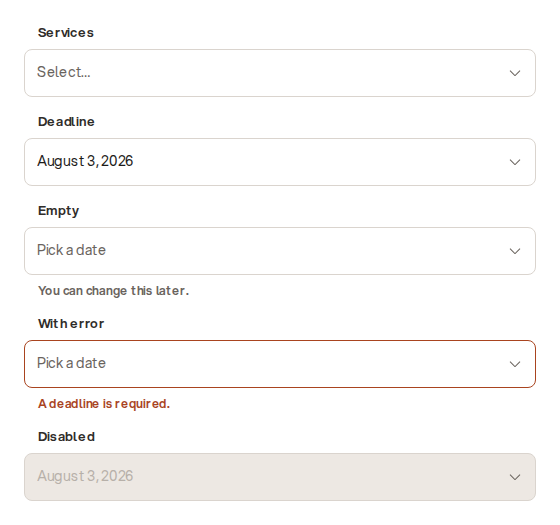 Services
Select...
Deadline
August 3, 2026
Empty
Pick a date
You can change this later.
With error
Pick a date
A deadline is required.
Disabled
August 3, 2026